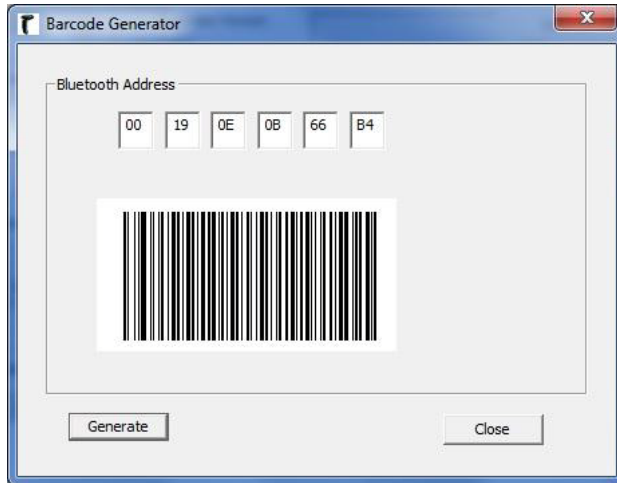 Barcode Generator
Bluetooth Address
00 19 0E 0B 66 B4
Generate
Close